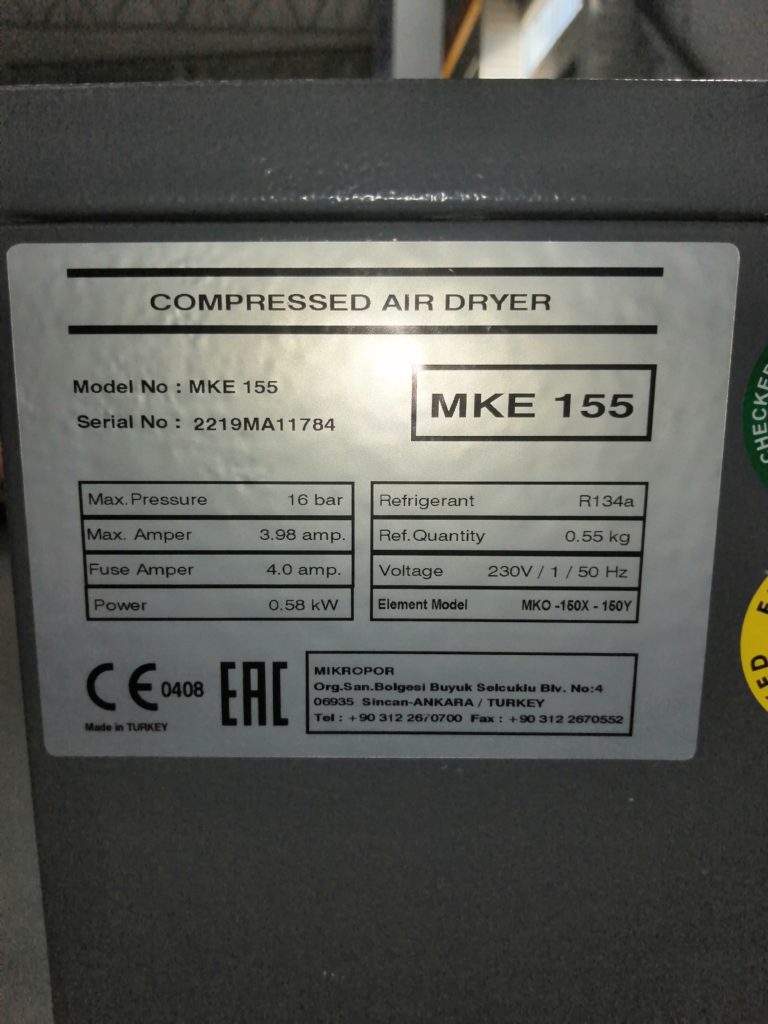 COMPRESSED AIR DRYER
Model No : MKE 155
Serial No : 2219MA11784
MKE 155
Max. Pressure 16 bar
Max. Amper 3.98 amp.
Fuse Amper 4.0 amp.
Power 0.58 kW
Refrigerant R134a
Ref. Quantity 0.55 kg
Voltage 230V / 1 / 50 Hz
Element Model MKO -150X - 150Y
CE 0408
Made in TURKEY
EAC
MIKROPOR
Org.San.Bolgesi Buyuk Selcuklu Blv. No:4
06935 Sincan-ANKARA / TURKEY
Tel : +90 312 2670700 Fax : +90 312 2670552
CHECKED